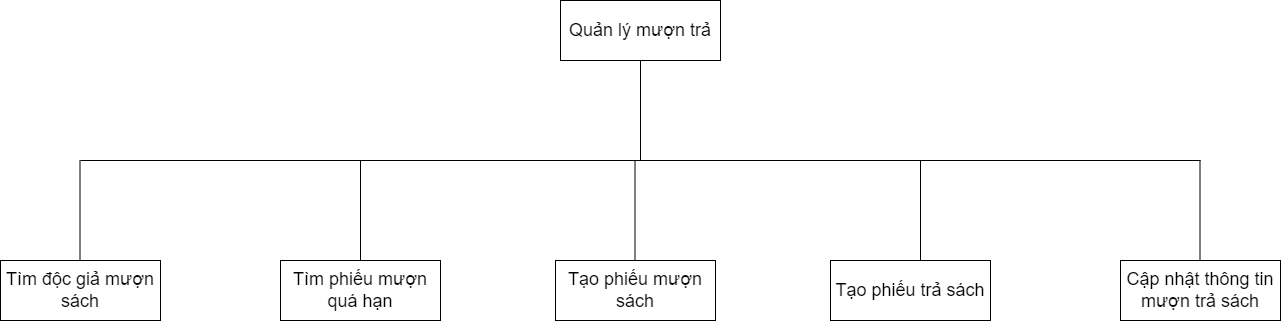 Quản lý mượn trả
Tìm độc giả mượn
sách
Tìm phiếu mượn
quá hạn
Tạo phiếu mượn
sách
Tạo phiếu trả sách
Cập nhật thông tin
mượn trả sách